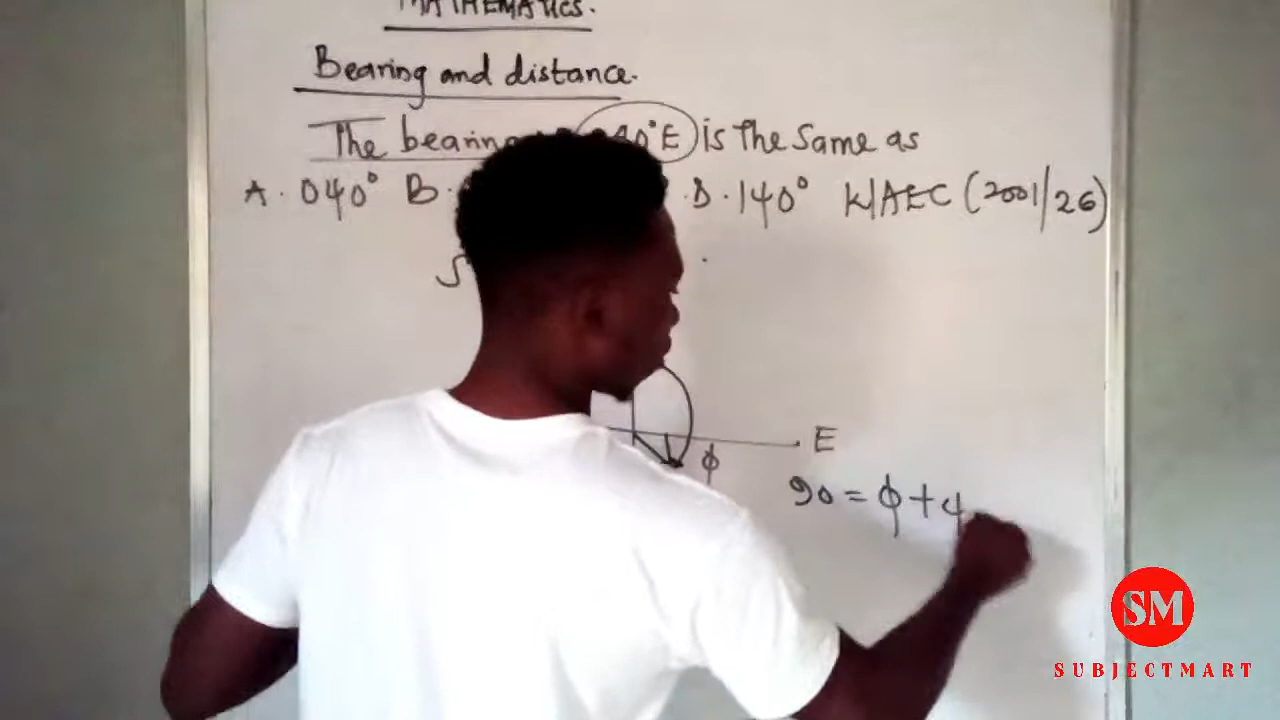 MATHEMATICS.
Bearing and distance.
The bearing 40°E is the same as
A. 040° B. D. 140° WAEC (2001/26)
E
ϕ
90 = ϕ + 4
SM
SUBJECTMART